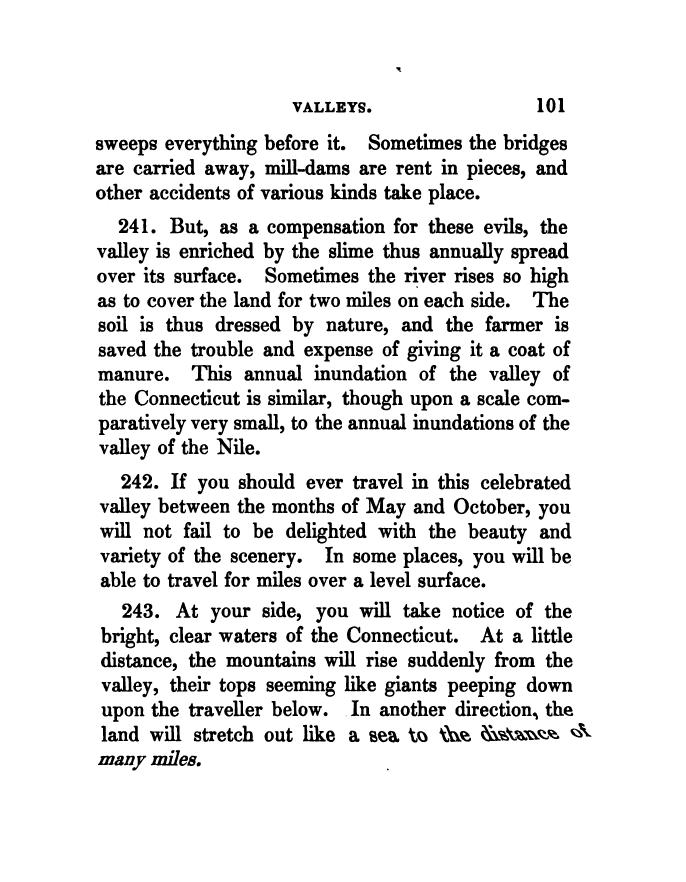 VALLEYS. 101
sweeps everything before it. Sometimes the bridges
are carried away, mill-dams are rent in pieces, and
other accidents of various kinds take place.
241. But, as a compensation for these evils, the
valley is enriched by the slime thus annually spread
over its surface. Sometimes the river rises so high
as to cover the land for two miles on each side. The
soil is thus dressed by nature, and the farmer is
saved the trouble and expense of giving it a coat of
manure. This annual inundation of the valley of
the Connecticut is similar, though upon a scale com-
paratively very small, to the annual inundations of the
valley of the Nile.
242. If you should ever travel in this celebrated
valley between the months of May and October, you
will not fail to be delighted with the beauty and
variety of the scenery. In some places, you will be
able to travel for miles over a level surface.
243. At your side, you will take notice of the
bright, clear waters of the Connecticut. At a little
distance, the mountains will rise suddenly from the
valley, their tops seeming like giants peeping down
upon the traveller below. In another direction, the
land will stretch out like a sea to the distance of
many miles.